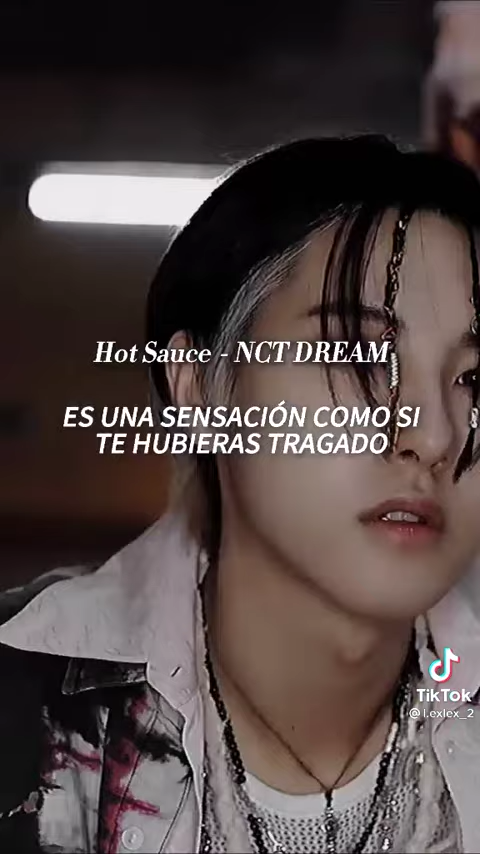 Hot Sauce - NCT DREAM
ES UNA SENSACIÓN COMO SI
TE HUBIERAS TRAGADO
TikTok
@l.exlex_2